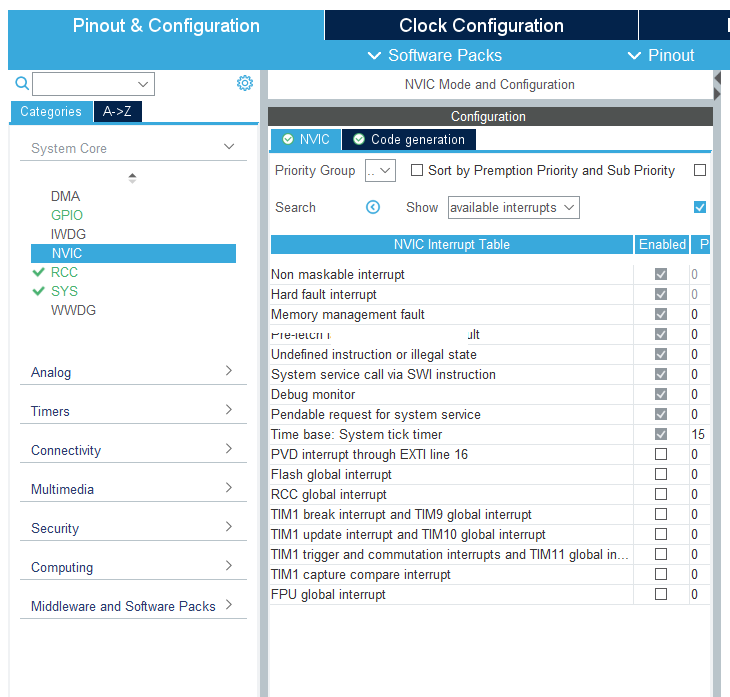 Pinout & Configuration
Clock Configuration
Software Packs
Pinout
NVIC Mode and Configuration
Categories
A->Z
System Core
DMA
GPIO
IWDG
NVIC
RCC
SYS
WWDG
Analog
Timers
Connectivity
Multimedia
Security
Computing
Middleware and Software Packs
Configuration
NVIC
Code generation
Priority Group
..
Sort by Premption Priority and Sub Priority
Search
Show
available interrupts
NVIC Interrupt Table Enabled P
Non maskable interrupt 0
Hard fault interrupt 0
Memory management fault 0
Pre-fetch 0
Undefined instruction or illegal state 0
System service call via SWI instruction 0
Debug monitor 0
Pendable request for system service 0
Time base: System tick timer 15
PVD interrupt through EXTI line 16 0
Flash global interrupt 0
RCC global interrupt 0
TIM1 break interrupt and TIM9 global interrupt 0
TIM1 update interrupt and TIM10 global interrupt 0
TIM1 trigger and commutation interrupts and TIM11 global in... 0
TIM1 capture compare interrupt 0
FPU global interrupt 0